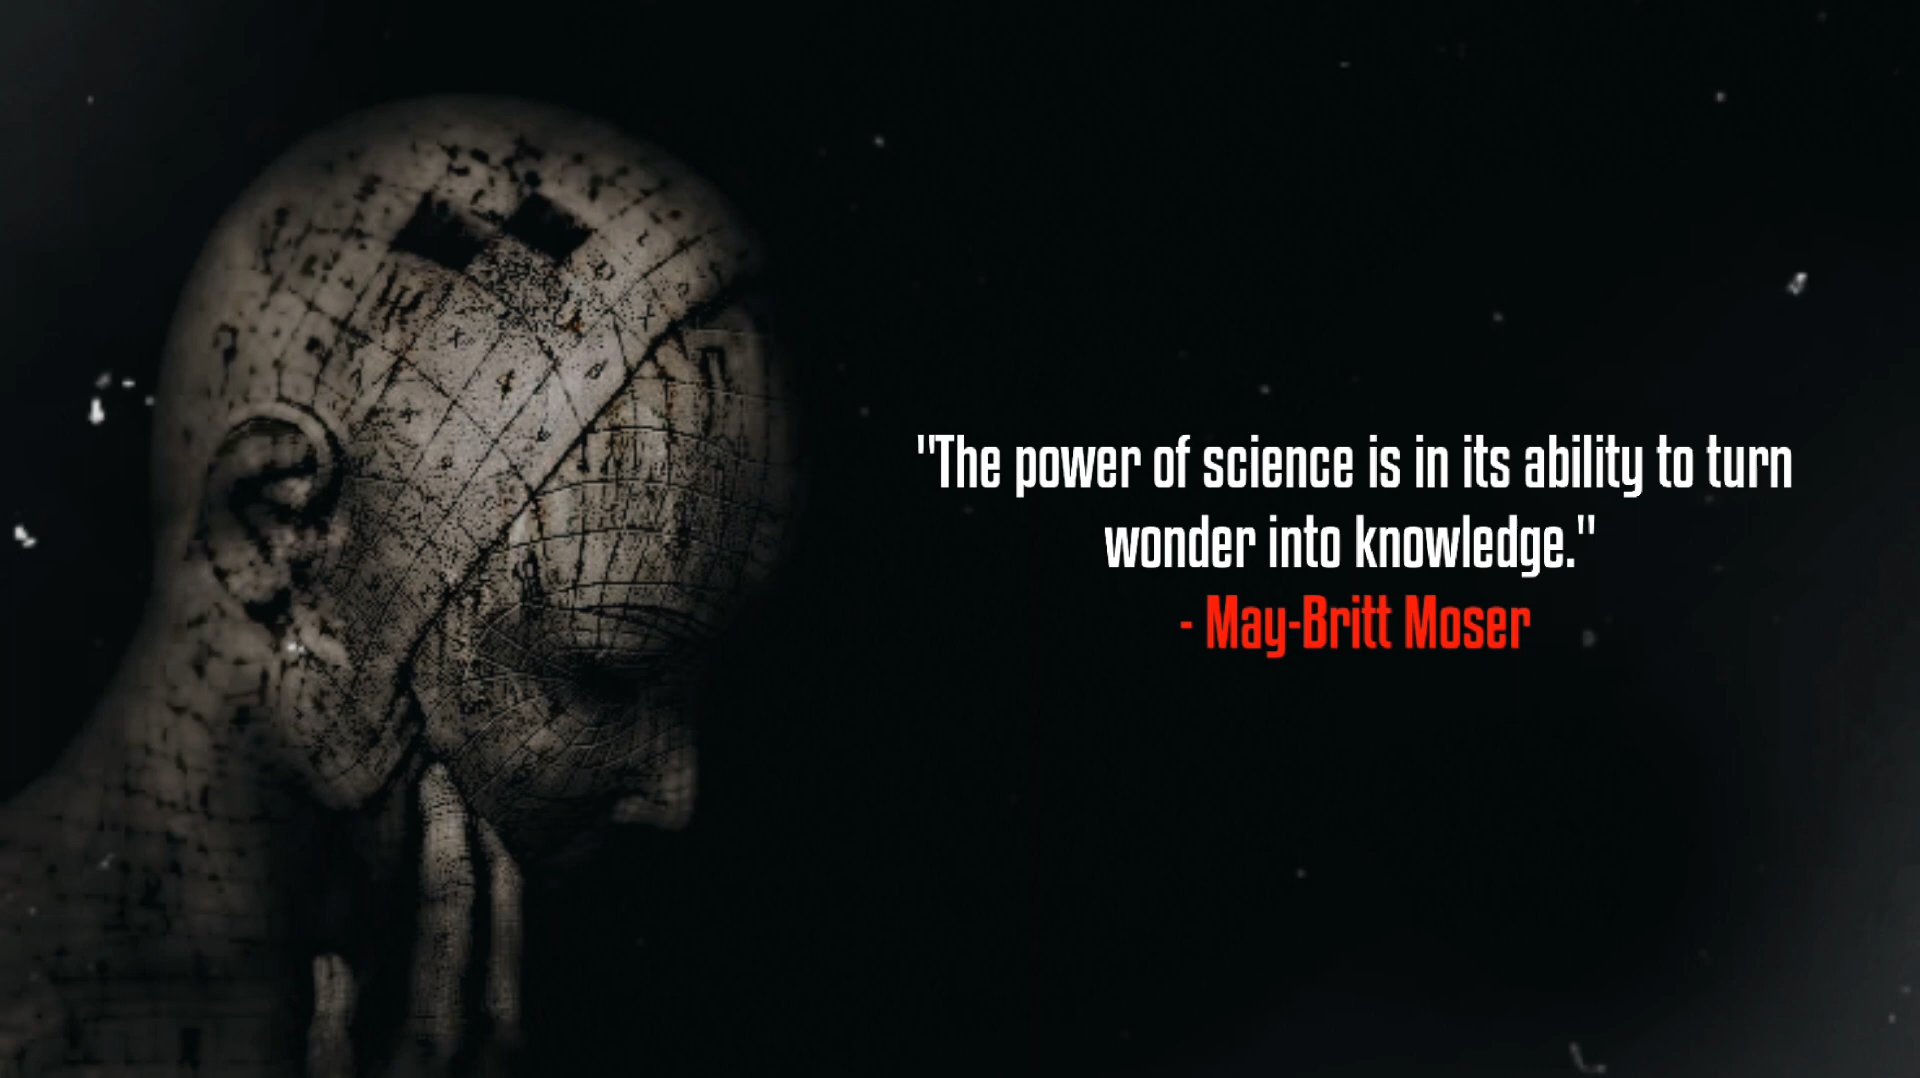 "The power of science is in its ability to turn
wonder into knowledge."
- May-Britt Moser